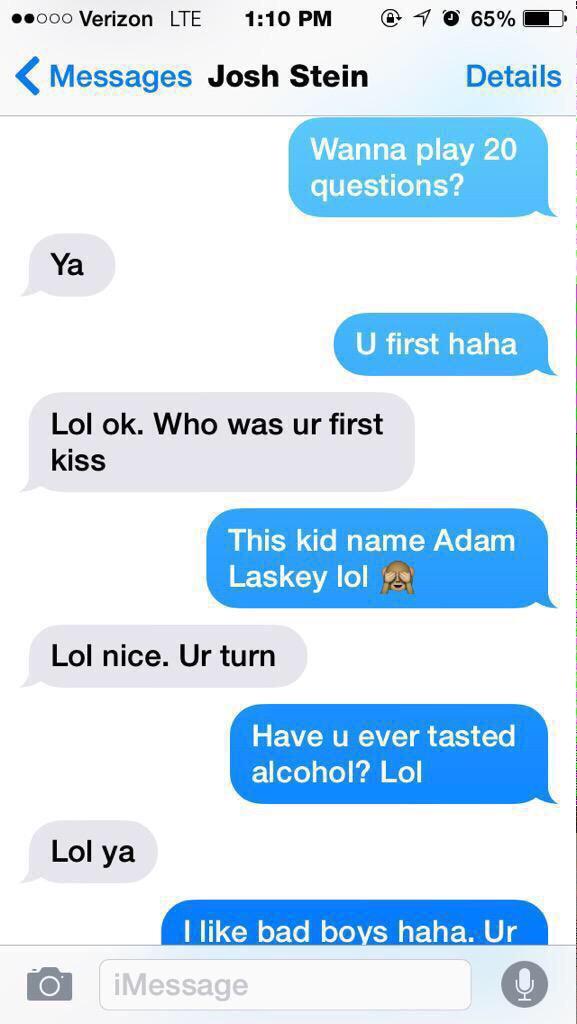 Verizon LTE 1:10 PM 65%
Messages Josh Stein Details
Wanna play 20
questions?
Ya
U first haha
Lol ok. Who was ur first
kiss
This kid name Adam
Laskey lol 🙈
Lol nice. Ur turn
Have u ever tasted
alcohol? Lol
Lol ya
I like bad boys haha. Ur
iMessage